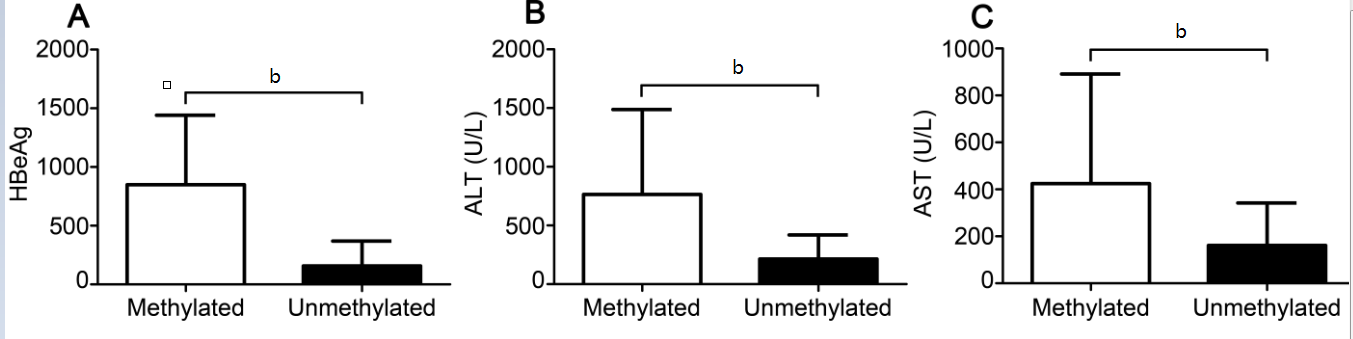 A
HBeAg
2000
1500
1000
500
0
b
Methylated
Unmethylated
B
ALT (U/L)
2000
1500
1000
500
0
b
Methylated
Unmethylated
C
AST (U/L)
1000
800
600
400
200
0
b
Methylated
Unmethylated